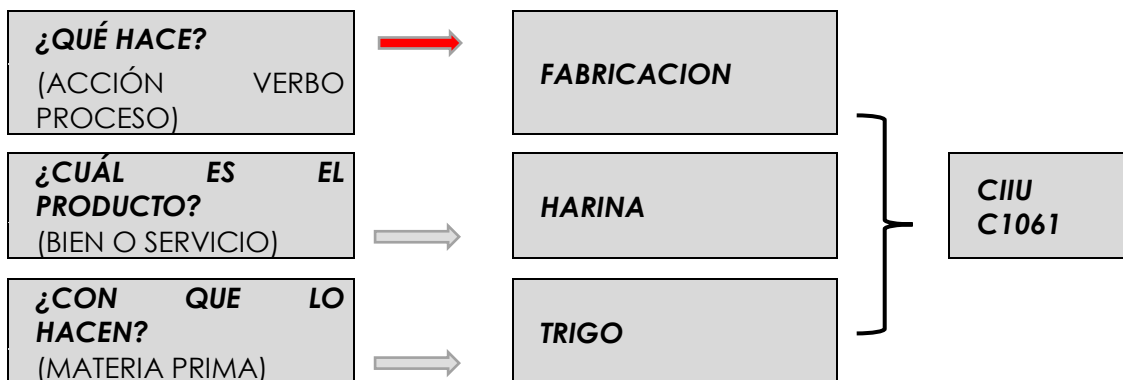 ¿QUÉ HACE?
(ACCIÓN VERBO
PROCESO)
FABRICACION
¿CUÁL ES EL
PRODUCTO?
(BIEN O SERVICIO)
HARINA
CIIU
C1061
¿CON QUE LO
HACEN?
(MATERIA PRIMA)
TRIGO